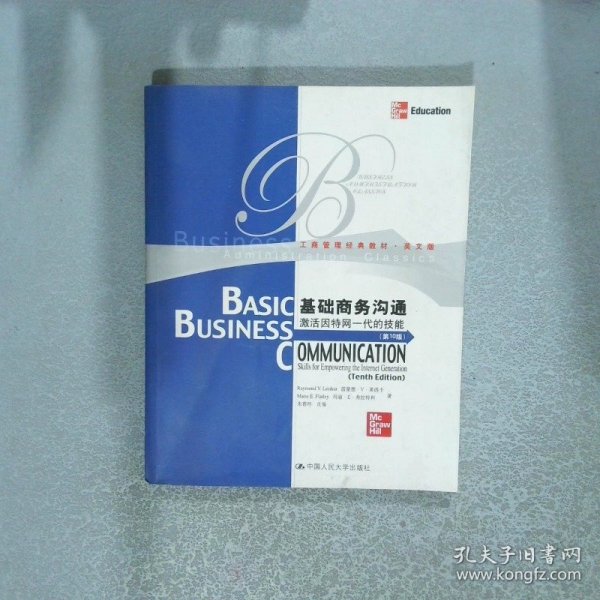 Mc
Graw
Hill
Education
B
BUSINESS
ADMINISTRATION
CLASSICS
Business
工商管理经典教材·英文版
Administration Classics
BASIC
基础商务沟通
BUSINESS
激活因特网一代的技能
(第10版)
COMMUNICATION
Skills for Empowering the Internet Generation
(Tenth Edition)
Raymond V. Lesikar 雷蒙德·V·莱西卡
Marie E. Flatley 玛丽·E·弗拉特利
著
Mc
Graw
Hill
中国人民大学出版社
孔夫子旧书网
www.kongfz.com